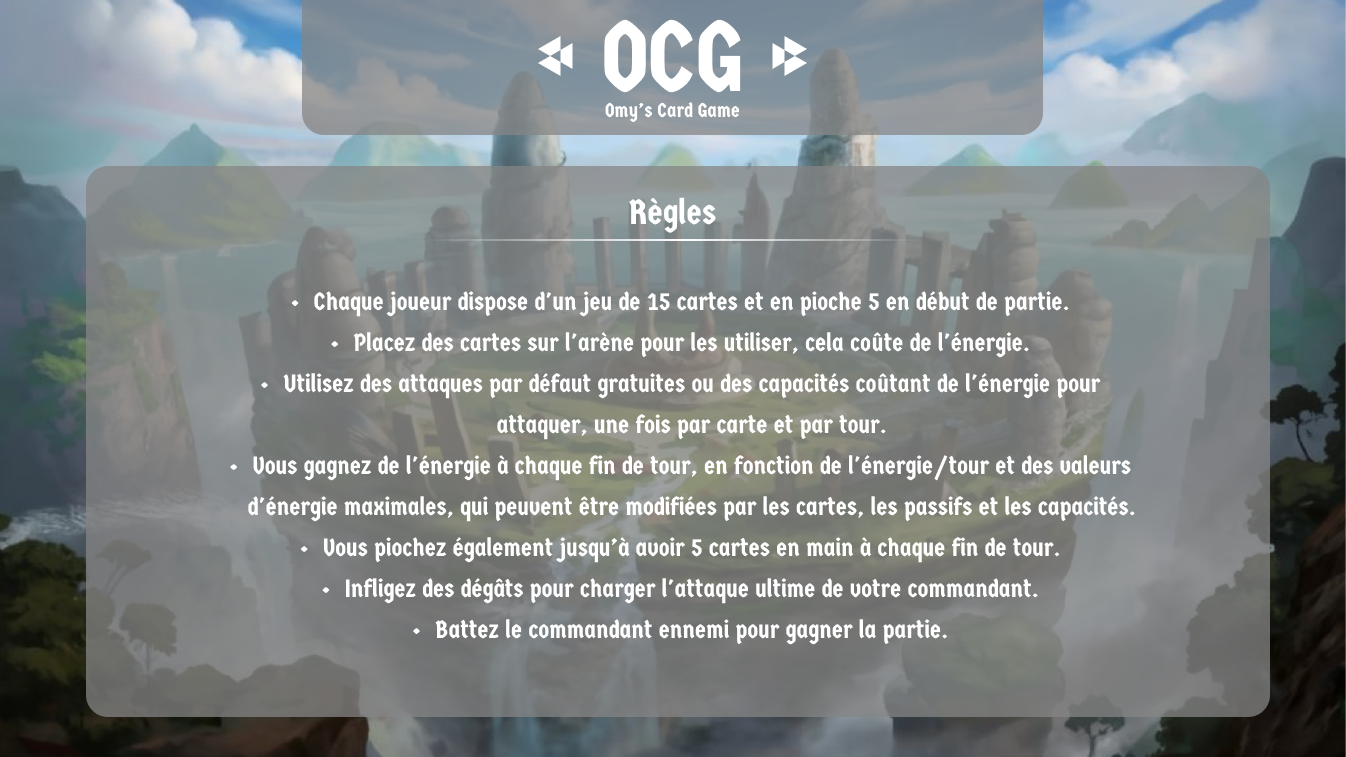 OCG
Omy's Card Game
Règles
• Chaque joueur dispose d'un jeu de 15 cartes et en pioche 5 en début de partie.
• Placez des cartes sur l'arène pour les utiliser, cela coûte de l'énergie.
• Utilisez des attaques par défaut gratuites ou des capacités coûtant de l'énergie pour
attaquer, une fois par carte et par tour.
• Vous gagnez de l'énergie à chaque fin de tour, en fonction de l'énergie/tour et des valeurs
d'énergie maximales, qui peuvent être modifiées par les cartes, les passifs et les capacités.
• Vous piochez également jusqu'à avoir 5 cartes en main à chaque fin de tour.
• Infligez des dégâts pour charger l'attaque ultime de votre commandant.
• Battez le commandant ennemi pour gagner la partie.